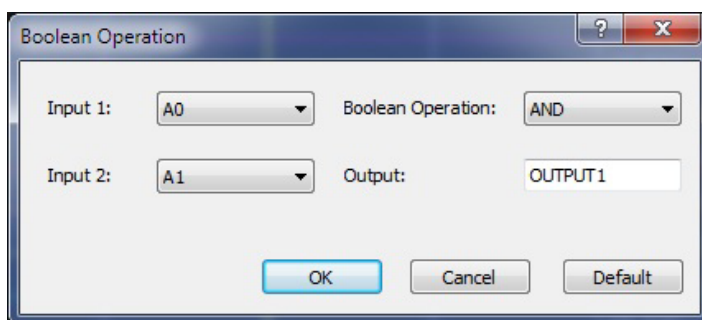 Boolean Operation
?
Input 1: A0 Boolean Operation: AND
Input 2: A1 Output: OUTPUT1
OK Cancel Default